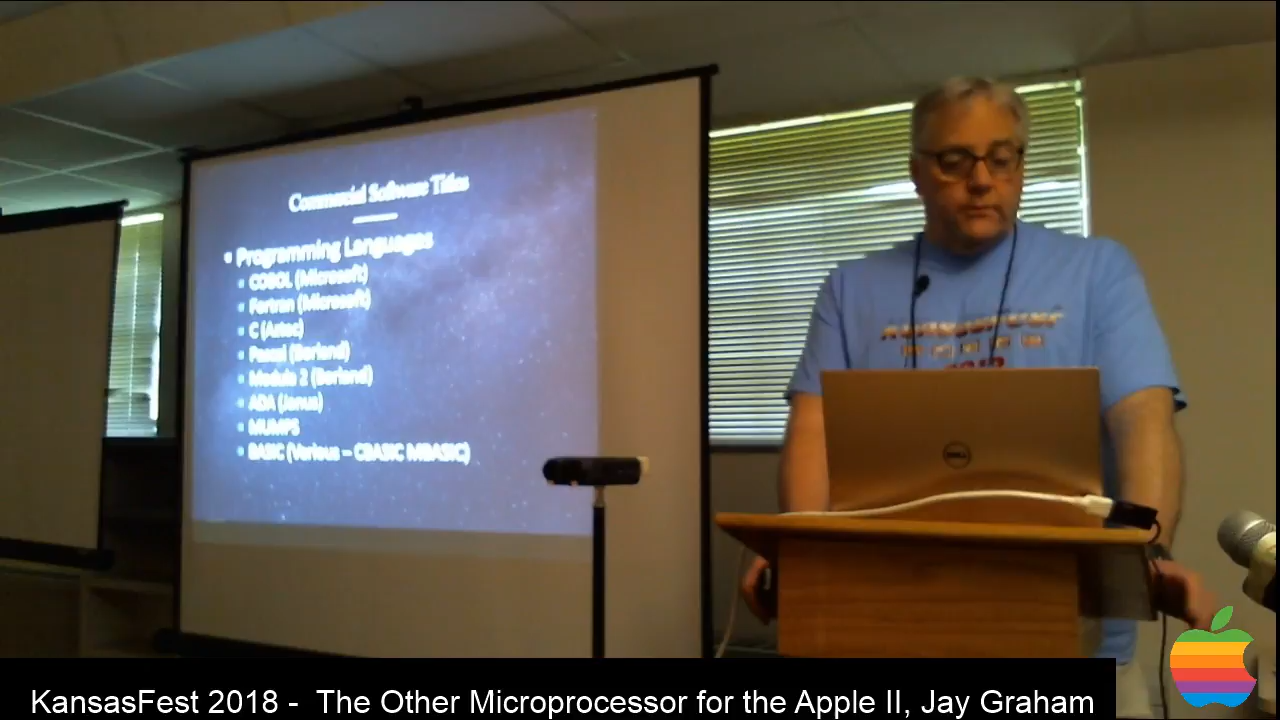 Commercial Software Titles
Programming Languages
COBOL (Microsoft)
Fortran (Microsoft)
C (Aztec)
Pascal (Borland)
Modula 2 (Borland)
ADA (Janus)
MUMPS
BASIC (Various – CBASIC MBASIC)
DELL
KansasFest 2018 - The Other Microprocessor for the Apple II, Jay Graham